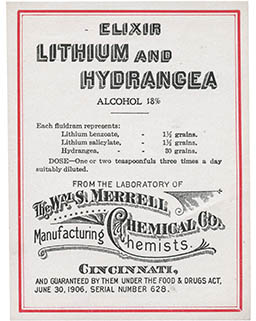 ELIXIR
LITHIUM AND
HYDRANGEA
ALCOHOL 18%
Each fluidram represents:
Lithium benzoate, - 1½ grains.
Lithium salicylate, - 1½ grains.
Hydrangea, - - 20 grains.
DOSE—One or two teaspoonfuls three times a day
suitably diluted.
FROM THE LABORATORY OF
The Wm. S. Merrell
Chemical Co.
Manufacturing Chemists.
CINCINNATI,
AND GUARANTEED BY THEM UNDER THE FOOD & DRUGS ACT,
JUNE 30, 1906, SERIAL NUMBER 628.